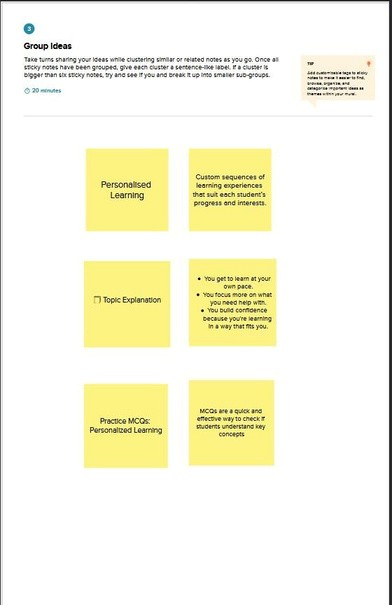 3
Group ideas
Take turns sharing your ideas while clustering similar or related notes as you go. Once all
sticky notes have been grouped, give each cluster a sentence-like label. If a cluster is
bigger than six sticky notes, try and see if you and break it up into smaller sub-groups.
20 minutes
TIP
Add customizable tags to sticky
notes to make it easier to find,
browse, organize, and
categorize important ideas as
themes within your mural.
Personalised
Learning
Custom sequences of
learning experiences
that suit each student's
progress and interests.
Topic Explanation
• You get to learn at your
own pace.
• You focus more on what
you need help with.
• You build confidence
because you're learning
in a way that fits you.
Practice MCQs:
Personalized Learning
MCQs are a quick and
effective way to check if
students understand key
concepts